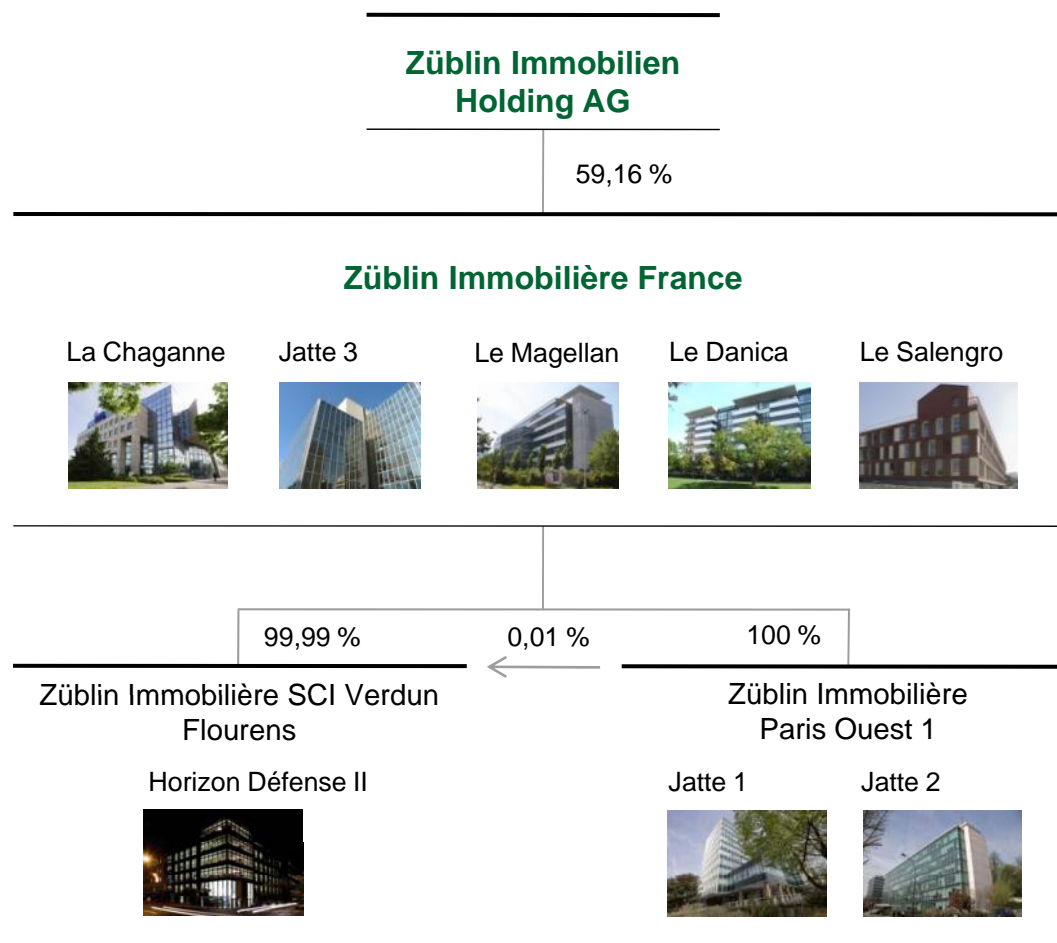 Züblin Immobilien
Holding AG
59,16 %
Züblin Immobilière France
La Chaganne
Jatte 3
Le Magellan
Le Danica
Le Salengro
99,99 %
0,01 %
100 %
Züblin Immobilière SCI Verdun
Flourens
Züblin Immobilière
Paris Ouest 1
Horizon Défense II
Jatte 1
Jatte 2